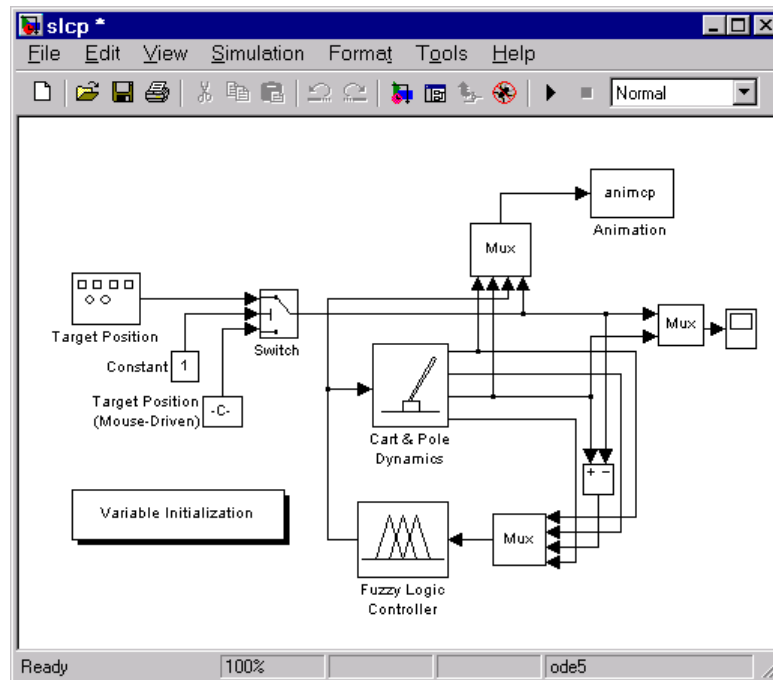 slcp *
File Edit View Simulation Format Tools Help
Normal
animcp
Animation
Mux
Target Position
Switch
Constant
1
Mux
Target Position
(Mouse-Driven)
-C-
Cart & Pole
Dynamics
+ −
Variable Initialization
Mux
Fuzzy Logic
Controller
Ready 100% ode5